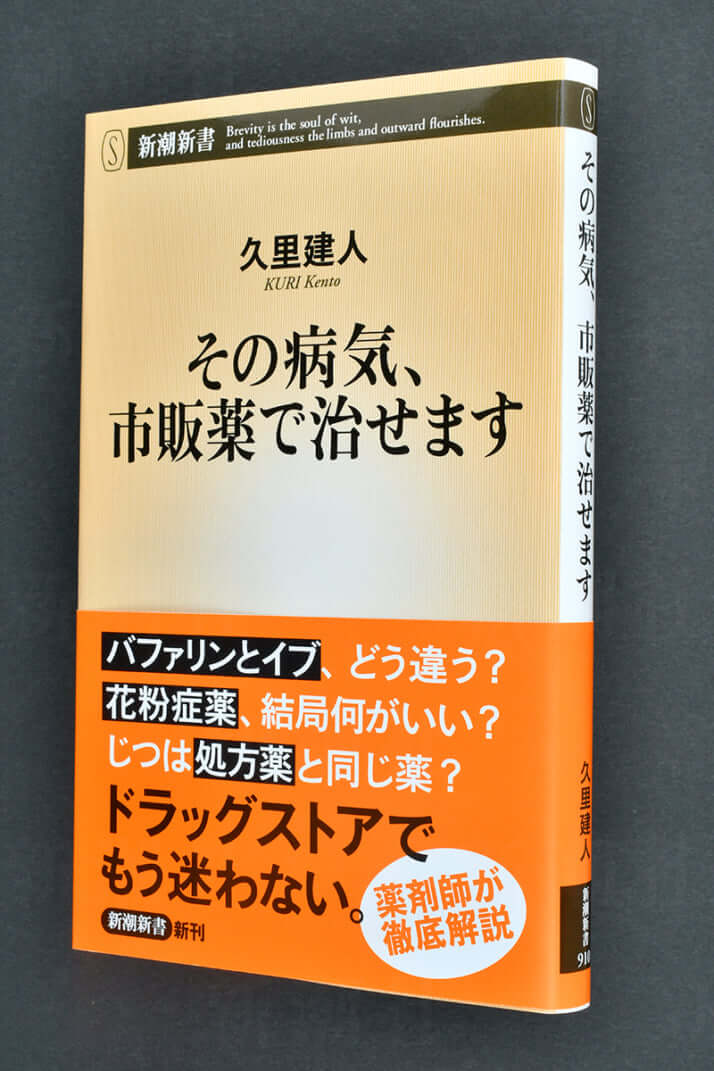 S
新潮新書
Brevity is the soul of wit,
and tediousness the limbs and outward flourishes.
久里建人
KURI Kento
その病気、
市販薬で治せます
バファリンとイブ、どう違う?
花粉症薬、結局何がいい?
じつは処方薬と同じ薬?
ドラッグストアで
もう迷わない。
新潮新書 新刊
薬剤師が
徹底解説
S
その病気、市販薬で治せます
久里建人
新潮新書
910